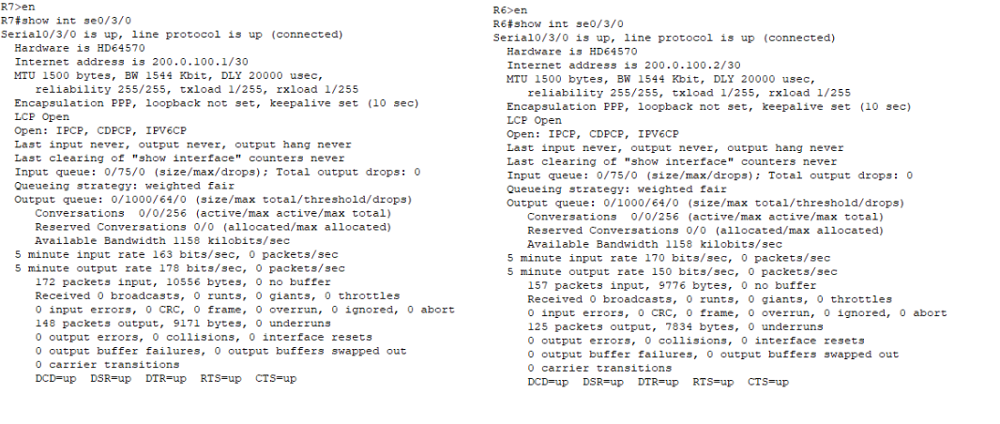 R7>en
R7#show int se0/3/0
Serial0/3/0 is up, line protocol is up (connected)
  Hardware is HD64570
  Internet address is 200.0.100.1/30
  MTU 1500 bytes, BW 1544 Kbit, DLY 20000 usec,
     reliability 255/255, txload 1/255, rxload 1/255
  Encapsulation PPP, loopback not set, keepalive set (10 sec)
  LCP Open
  Open: IPCP, CDPCP, IPV6CP
  Last input never, output never, output hang never
  Last clearing of "show interface" counters never
  Input queue: 0/75/0 (size/max/drops); Total output drops: 0
  Queueing strategy: weighted fair
  Output queue: 0/1000/64/0 (size/max total/threshold/drops)
     Conversations  0/0/256 (active/max active/max total)
     Reserved Conversations 0/0 (allocated/max allocated)
     Available Bandwidth 1158 kilobits/sec
  5 minute input rate 163 bits/sec, 0 packets/sec
  5 minute output rate 178 bits/sec, 0 packets/sec
     172 packets input, 10556 bytes, 0 no buffer
     Received 0 broadcasts, 0 runts, 0 giants, 0 throttles
     0 input errors, 0 CRC, 0 frame, 0 overrun, 0 ignored, 0 abort
     148 packets output, 9171 bytes, 0 underruns
     0 output errors, 0 collisions, 0 interface resets
     0 output buffer failures, 0 output buffers swapped out
     0 carrier transitions
     DCD=up  DSR=up  DTR=up  RTS=up  CTS=up
R6>en
R6#show int se0/3/0
Serial0/3/0 is up, line protocol is up (connected)
  Hardware is HD64570
  Internet address is 200.0.100.2/30
  MTU 1500 bytes, BW 1544 Kbit, DLY 20000 usec,
     reliability 255/255, txload 1/255, rxload 1/255
  Encapsulation PPP, loopback not set, keepalive set (10 sec)
  LCP Open
  Open: IPCP, CDPCP, IPV6CP
  Last input never, output never, output hang never
  Last clearing of "show interface" counters never
  Input queue: 0/75/0 (size/max/drops); Total output drops: 0
  Queueing strategy: weighted fair
  Output queue: 0/1000/64/0 (size/max total/threshold/drops)
     Conversations  0/0/256 (active/max active/max total)
     Reserved Conversations 0/0 (allocated/max allocated)
     Available Bandwidth 1158 kilobits/sec
  5 minute input rate 170 bits/sec, 0 packets/sec
  5 minute output rate 150 bits/sec, 0 packets/sec
     157 packets input, 9776 bytes, 0 no buffer
     Received 0 broadcasts, 0 runts, 0 giants, 0 throttles
     0 input errors, 0 CRC, 0 frame, 0 overrun, 0 ignored, 0 abort
     125 packets output, 7834 bytes, 0 underruns
     0 output errors, 0 collisions, 0 interface resets
     0 output buffer failures, 0 output buffers swapped out
     0 carrier transitions
     DCD=up  DSR=up  DTR=up  RTS=up  CTS=up